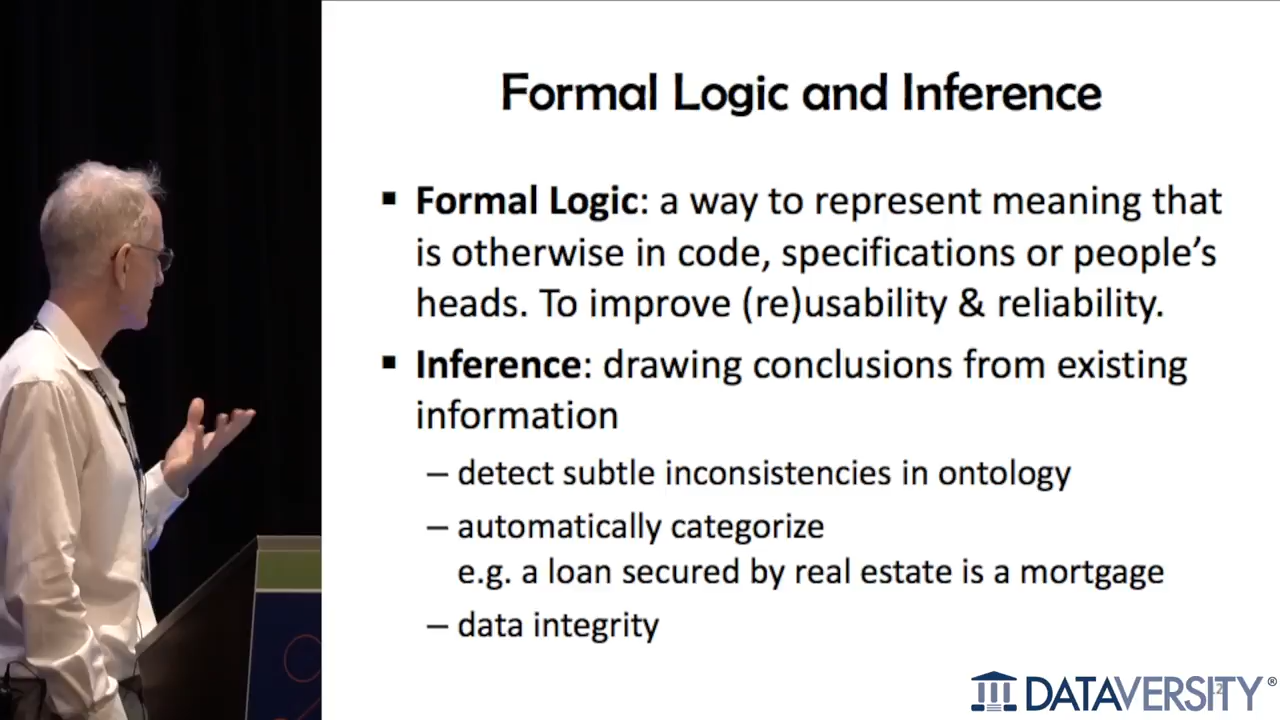 Formal Logic and Inference
▪ Formal Logic: a way to represent meaning that
is otherwise in code, specifications or people’s
heads. To improve (re)usability & reliability.
▪ Inference: drawing conclusions from existing
information
– detect subtle inconsistencies in ontology
– automatically categorize
e.g. a loan secured by real estate is a mortgage
– data integrity
DATAVERSITY®
12